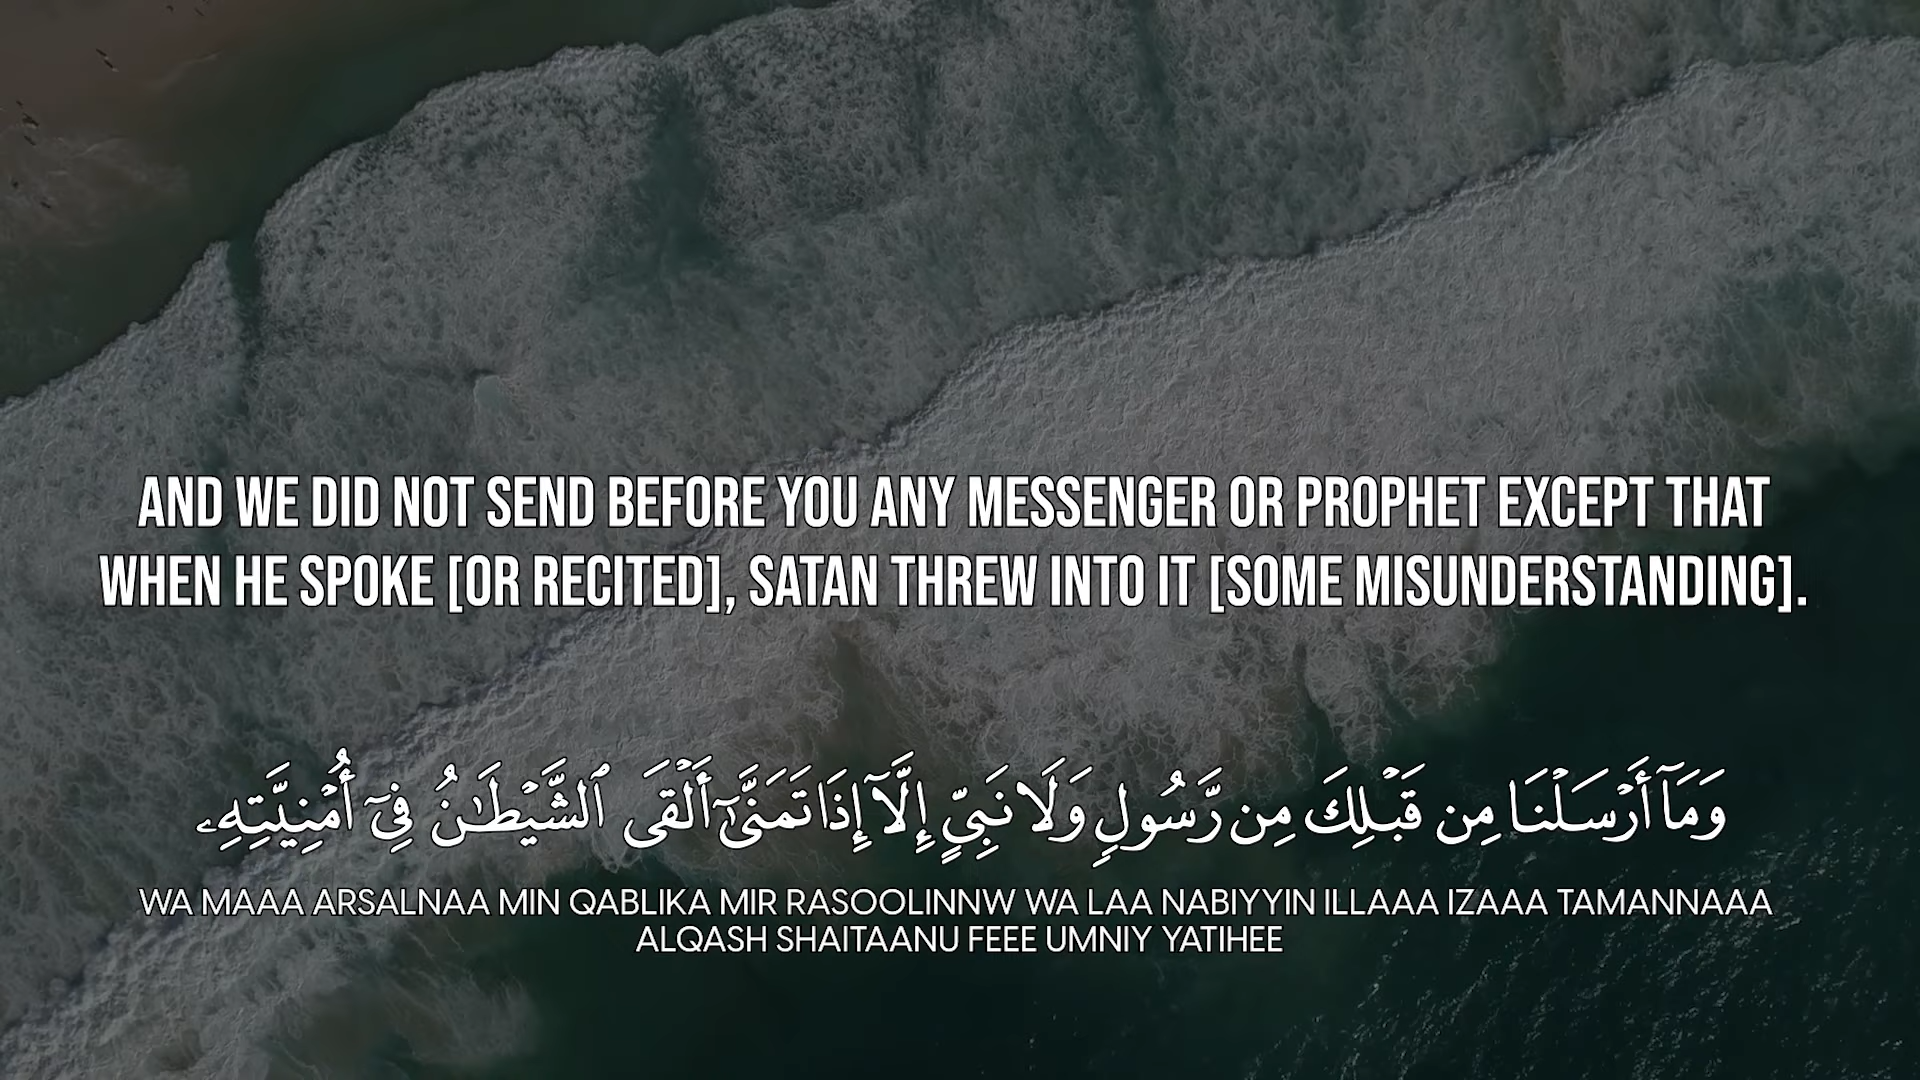 AND WE DID NOT SEND BEFORE YOU ANY MESSENGER OR PROPHET EXCEPT THAT
WHEN HE SPOKE [OR RECITED], SATAN THREW INTO IT [SOME MISUNDERSTANDING].
وَمَآ أَرْسَلْنَا مِن قَبْلِكَ مِن رَّسُولٍ وَلَا نَبِيٍّ إِلَّآ إِذَا تَمَنَّىٰٓ أَلْقَى ٱلشَّيْطَـٰنُ فِىٓ أُمْنِيَّتِهِۦ
WA MAAA ARSALNAA MIN QABLIKA MIR RASOOLINNW WA LAA NABIYYIN ILLAAA IZAAA TAMANNAAA
ALQASH SHAITAANU FEEE UMNIY YATIHEE